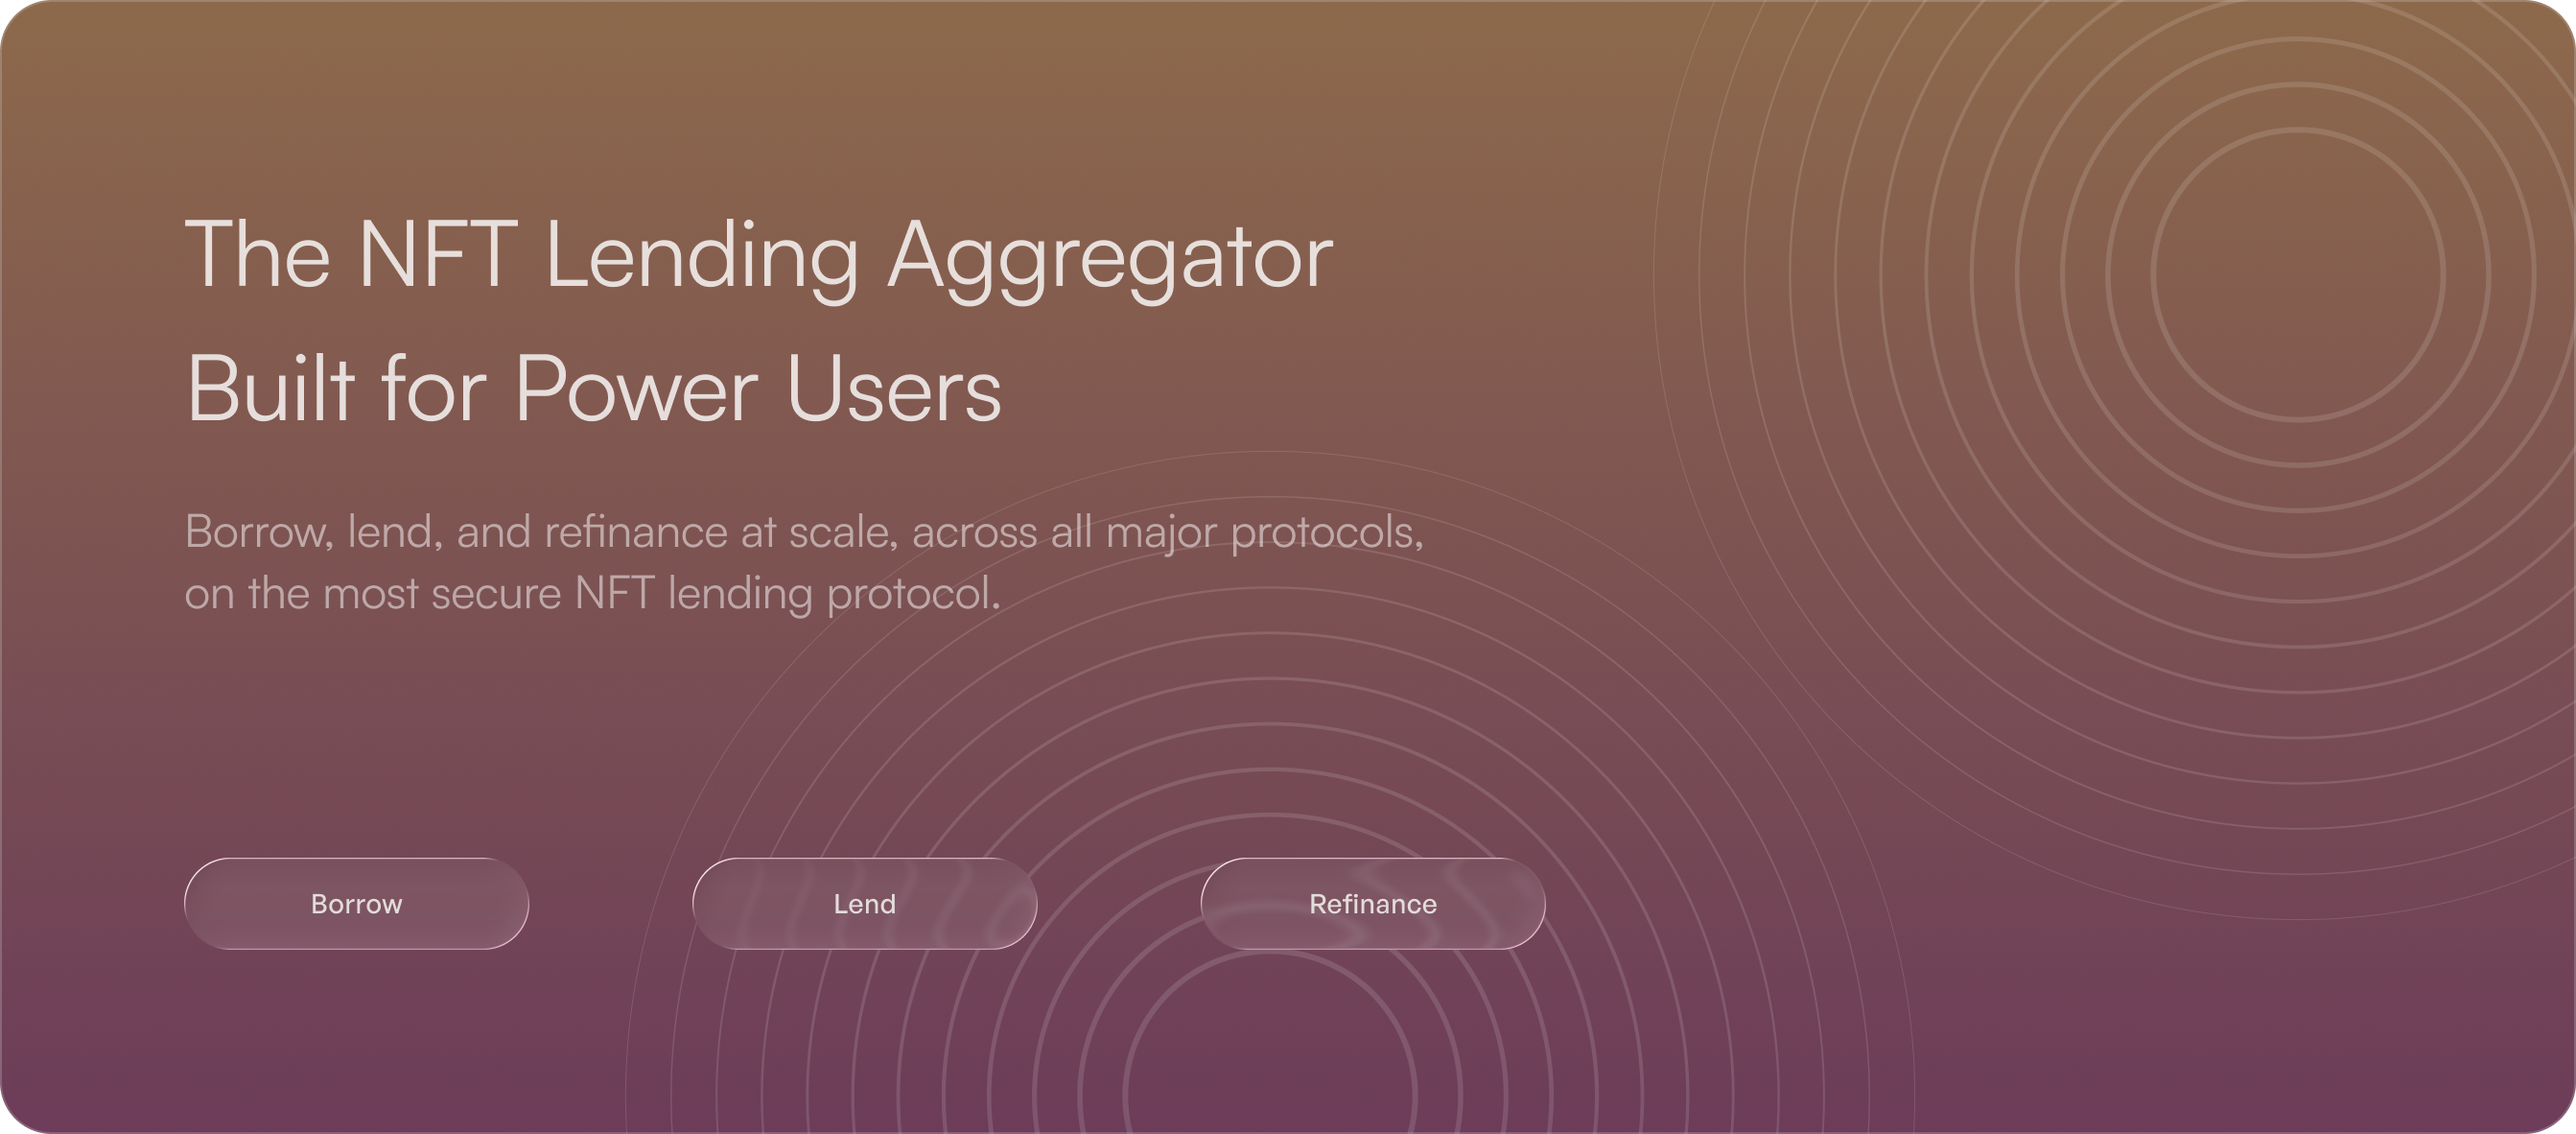 The NFT Lending Aggregator
Built for Power Users
Borrow, lend, and refinance at scale, across all major protocols,
on the most secure NFT lending protocol.
Borrow
Lend
Refinance